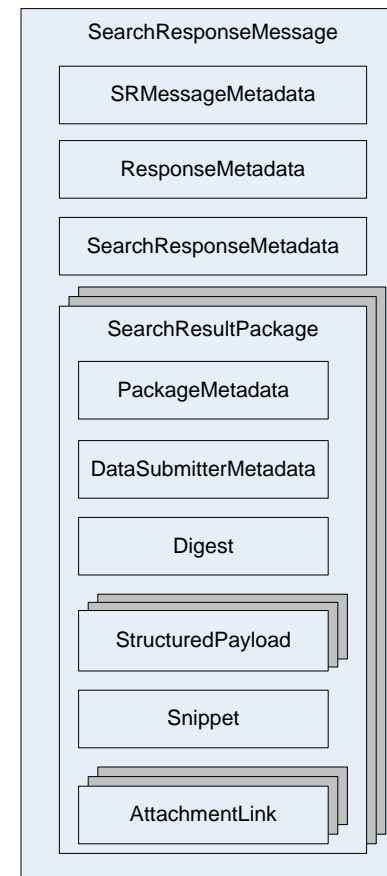 SearchResponseMessage
SRMessageMetadata
ResponseMetadata
SearchResponseMetadata
SearchResultPackage
PackageMetadata
DataSubmitterMetadata
Digest
StructuredPayload
Snippet
AttachmentLink